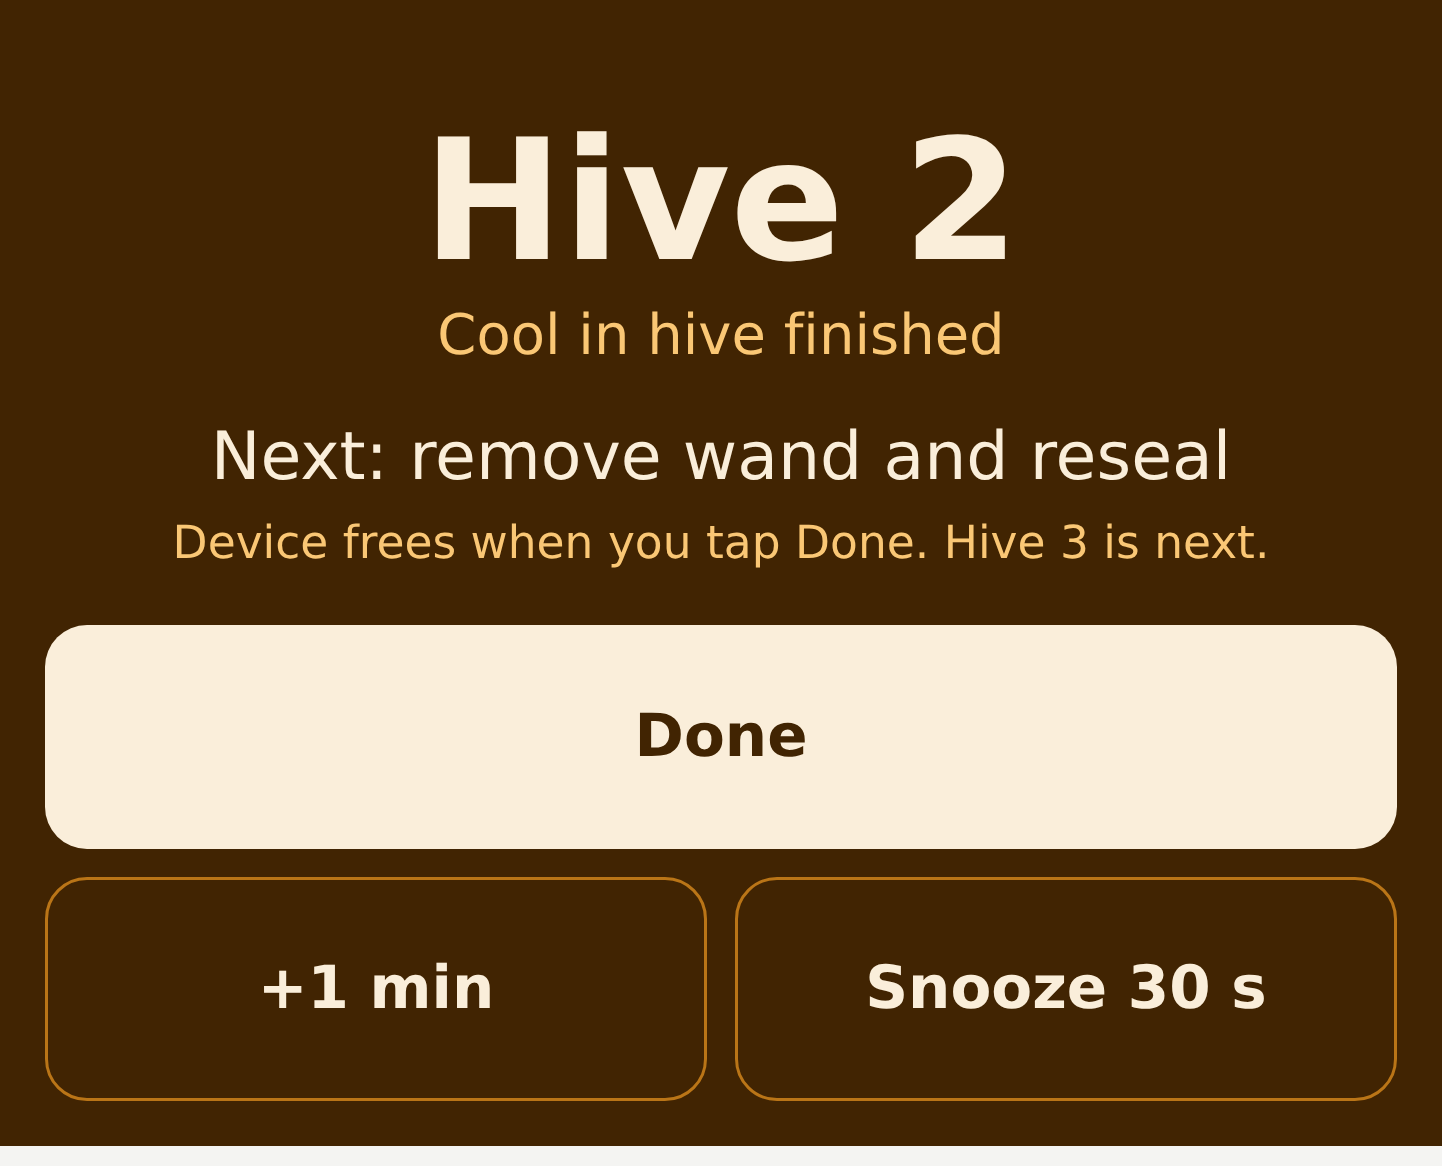 Hive 2
Cool in hive finished
Next: remove wand and reseal
Device frees when you tap Done. Hive 3 is next.
Done
+1 min
Snooze 30 s